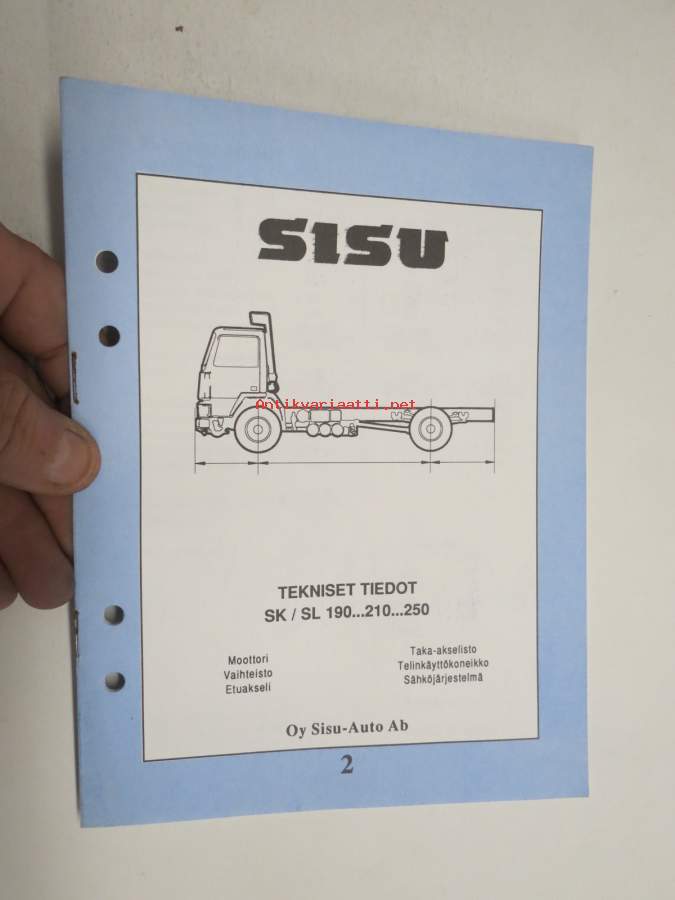 SISU
Antikvariaatti.net
TEKNISET TIEDOT
SK / SL 190...210...250
Moottori
Vaihteisto
Etuakseli
Taka-akselisto
Telinkäyttökoneikko
Sähköjärjestelmä
Oy Sisu-Auto Ab
2